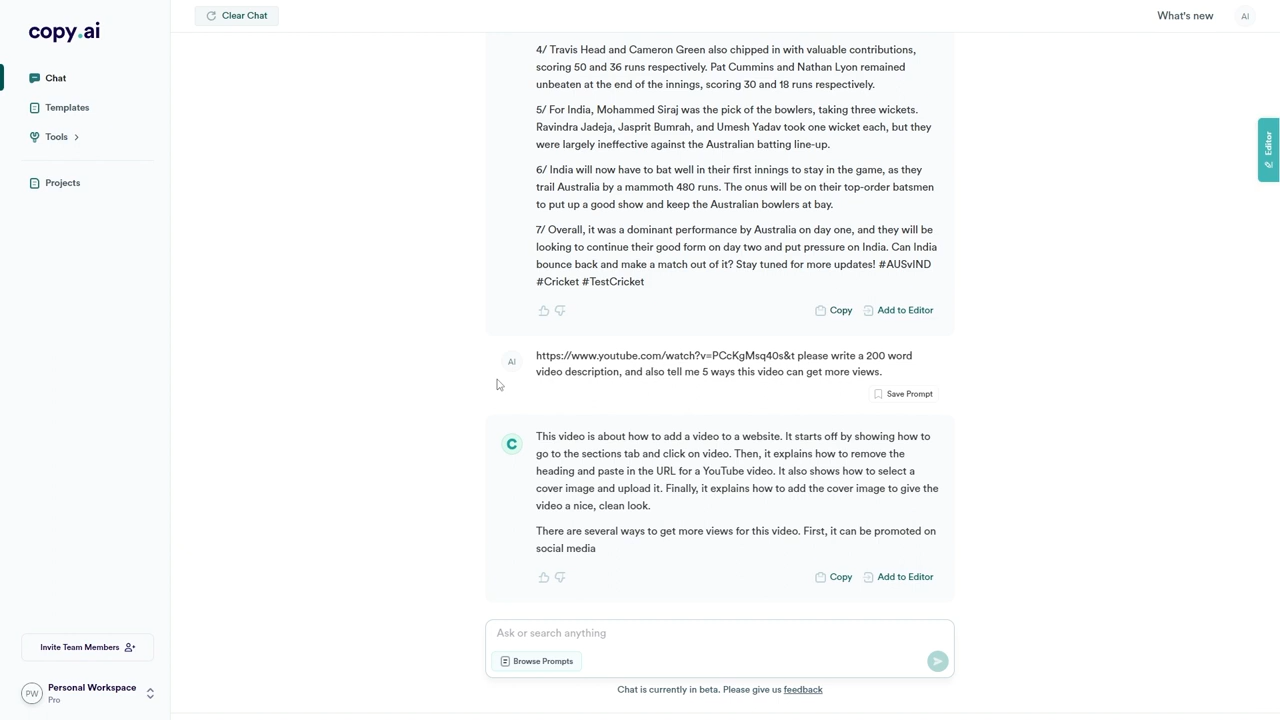 Clear Chat
What's new
AI
copy.ai
Chat
Templates
Tools
Projects
4/ Travis Head and Cameron Green also chipped in with valuable contributions,
scoring 50 and 36 runs respectively. Pat Cummins and Nathan Lyon remained
unbeaten at the end of the innings, scoring 30 and 18 runs respectively.
5/ For India, Mohammed Siraj was the pick of the bowlers, taking three wickets.
Ravindra Jadeja, Jasprit Bumrah, and Umesh Yadav took one wicket each, but they
were largely ineffective against the Australian batting line-up.
6/ India will now have to bat well in their first innings to stay in the game, as they
trail Australia by a mammoth 480 runs. The onus will be on their top-order batsmen
to put up a good show and keep the Australian bowlers at bay.
7/ Overall, it was a dominant performance by Australia on day one, and they will be
looking to continue their good form on day two and put pressure on India. Can India
bounce back and make a match out of it? Stay tuned for more updates! #AUSvIND
#Cricket #TestCricket
Copy
Add to Editor
Editor
AI
https://www.youtube.com/watch?v=PCcKgMsq40s&t please write a 200 word
video description, and also tell me 5 ways this video can get more views.
Save Prompt
C
This video is about how to add a video to a website. It starts off by showing how to
go to the sections tab and click on video. Then, it explains how to remove the
heading and paste in the URL for a YouTube video. It also shows how to select a
cover image and upload it. Finally, it explains how to add the cover image to give the
video a nice, clean look.
There are several ways to get more views for this video. First, it can be promoted on
social media
Copy
Add to Editor
Ask or search anything
Browse Prompts
Chat is currently in beta. Please give us feedback
Invite Team Members
PW
Personal Workspace
Pro